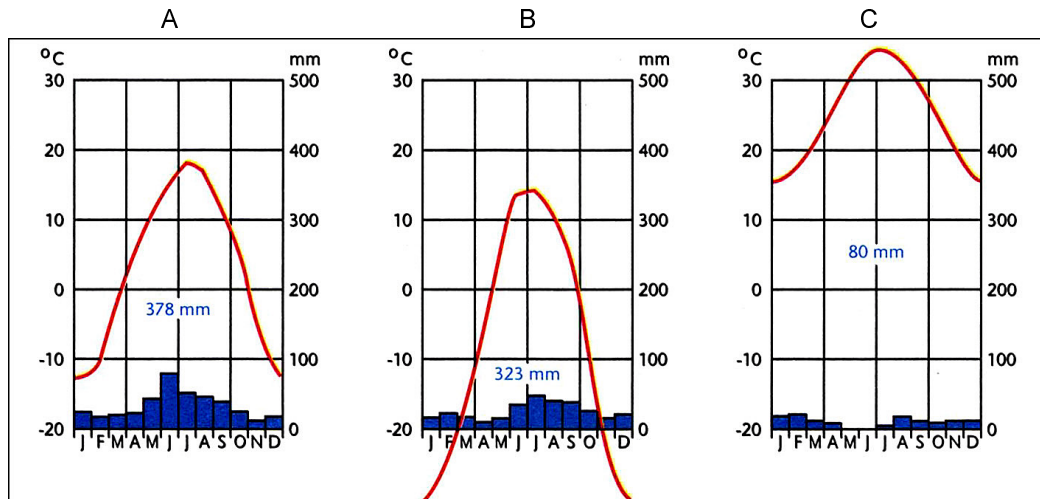 A B C
°C mm °C mm °C mm
30 500 30 500 30 500
20 400 20 400 20 400
10 300 10 300 10 300
80 mm
0 200 0 200 0 200
378 mm
-10 100 -10 100 -10 100
323 mm
-20 0 -20 0 -20 0
J F M A M J J A S O N D J F M A M J J A S O N D J F M A M J J A S O N D